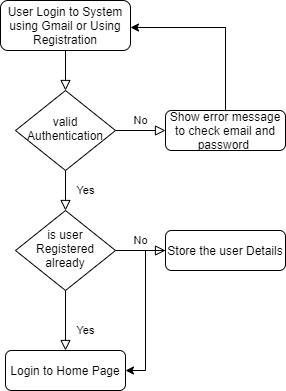 User Login to System
using Gmail or Using
Registration
valid
Authentication
No
Show error message
to check email and
password
Yes
is user
Registered
already
No
Store the user Details
Yes
Login to Home Page